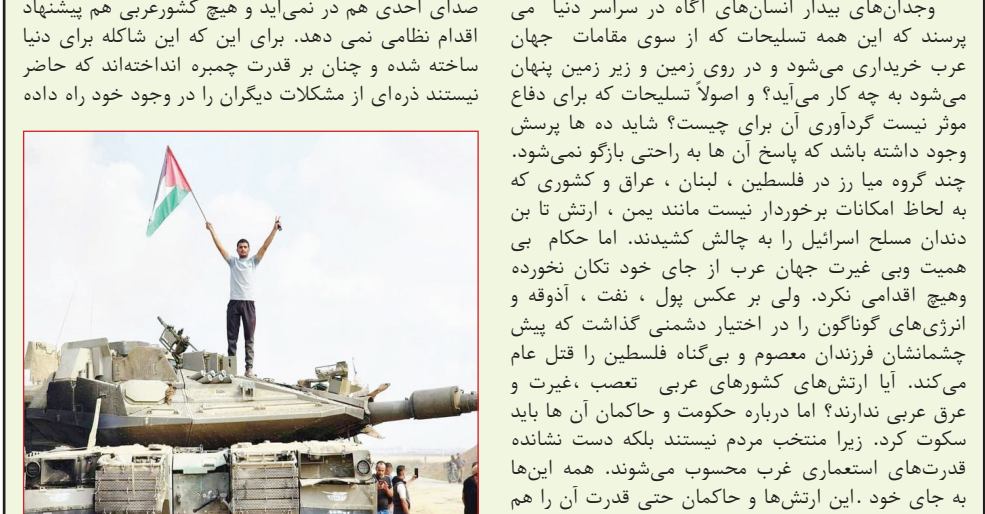 وجدان‌های بیدار انسان‌های آگاه در سراسر دنیا می
پرسند که این همه تسلیحات که از سوی مقامات جهان
عرب خریداری می‌شود و در روی زمین و زیر زمین پنهان
می‌شود به چه کار می‌آید؟ و اصولاً تسلیحات که برای دفاع
موثر نیست گردآوری آن برای چیست؟ شاید ده ها پرسش
وجود داشته باشد که پاسخ آن ها به راحتی بازگو نمی‌شود.
چند گروه میا رز در فلسطین ، لبنان ، عراق و کشوری که
به لحاظ امکانات برخوردار نیست مانند یمن ، ارتش تا بن
دندان مسلح اسرائیل را به چالش کشیدند. اما حکام بی
همیت وبی غیرت جهان عرب از جای خود تکان نخورده
وهیچ اقدامی نکرد. ولی بر عکس پول ، نفت ، آذوقه و
انرژی‌های گوناگون را در اختیار دشمنی گذاشت که پیش
چشمانشان فرزندان معصوم و بی‌گناه فلسطین را قتل عام
می‌کند. آیا ارتش‌های کشورهای عربی تعصب ،غیرت و
عرق عربی ندارند؟ اما درباره حکومت و حاکمان آن ها باید
سکوت کرد. زیرا منتخب مردم نیستند بلکه دست نشانده
قدرت‌های استعماری غرب محسوب می‌شوند. همه این‌ها
به جای خود .این ارتش‌ها و حاکمان حتی قدرت آن را هم
صدای احدی هم در نمی‌آید و هیچ کشورعربی هم پیشنهاد
اقدام نظامی نمی دهد. برای این که این شاکله برای دنیا
ساخته شده و چنان بر قدرت چمبره انداخته‌اند که حاضر
نیستند ذره‌ای از مشکلات دیگران را در وجود خود راه داده